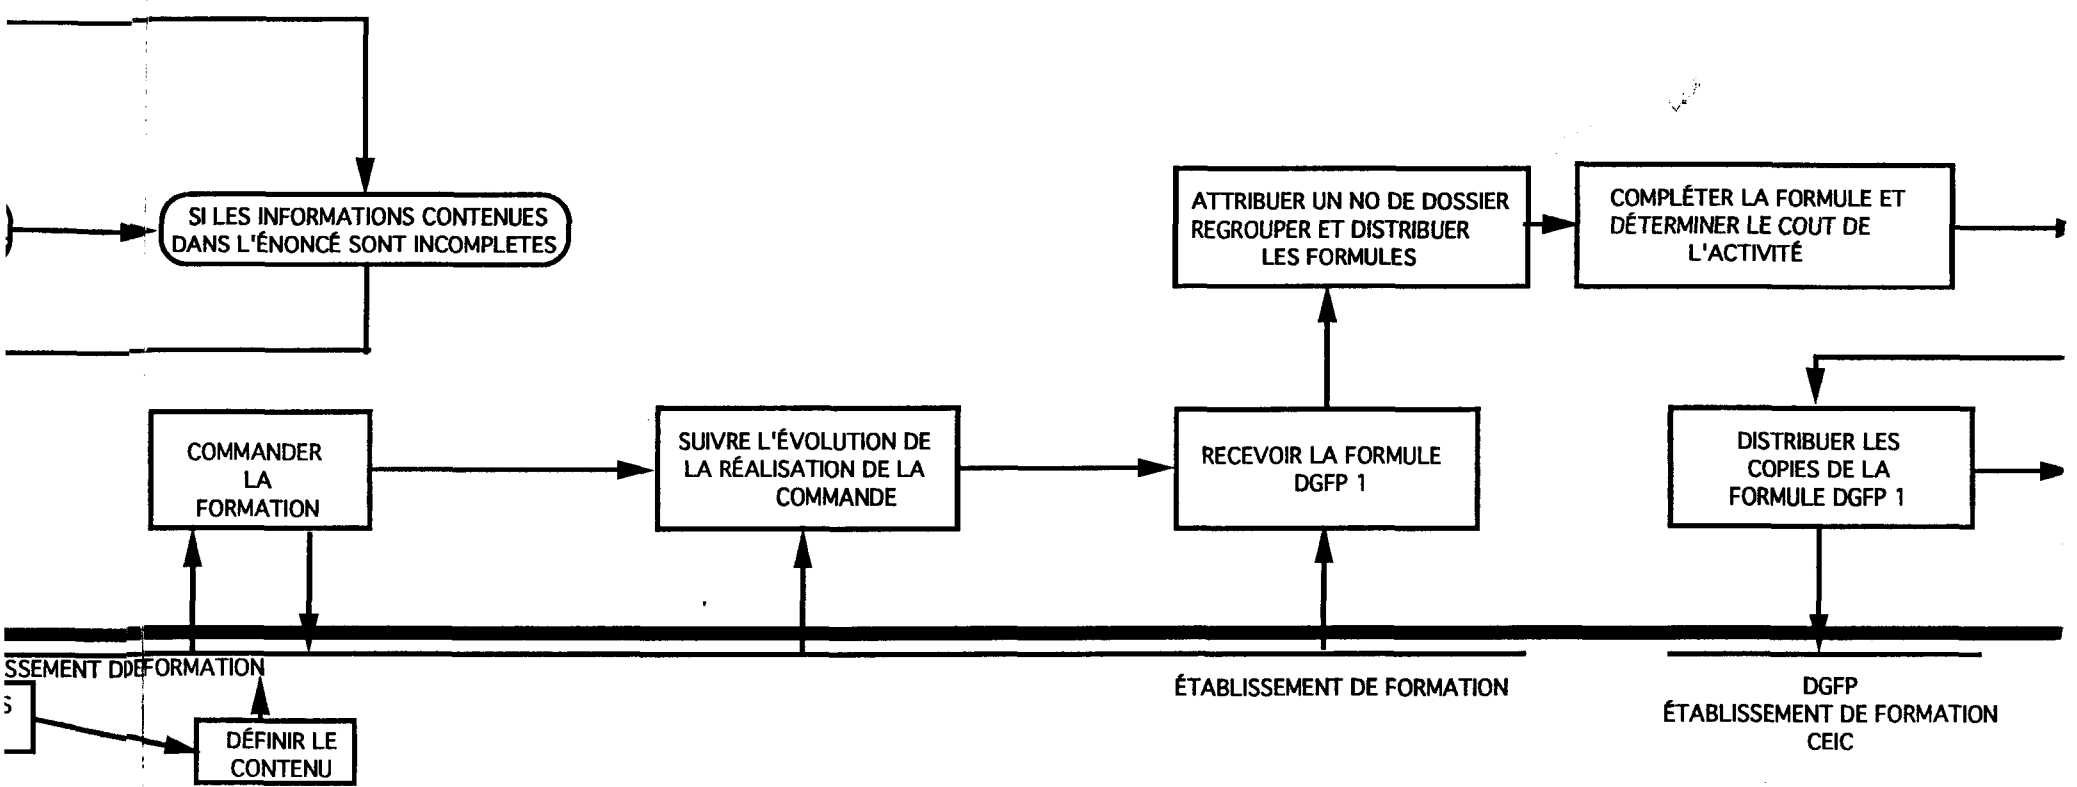 SI LES INFORMATIONS CONTENUES
DANS L'ÉNONCÉ SONT INCOMPLETES
ATTRIBUER UN NO DE DOSSIER
REGROUPER ET DISTRIBUER
LES FORMULES
COMPLÉTER LA FORMULE ET
DÉTERMINER LE COUT DE
L'ACTIVITÉ
COMMANDER
LA
FORMATION
SUIVRE L'ÉVOLUTION DE
LA RÉALISATION DE LA
COMMANDE
RECEVOIR LA FORMULE
DGFP 1
DISTRIBUER LES
COPIES DE LA
FORMULE DGFP 1
SSEMENT DE FORMATION
S
DÉFINIR LE
CONTENU
ÉTABLISSEMENT DE FORMATION
DGFP
ÉTABLISSEMENT DE FORMATION
CEIC